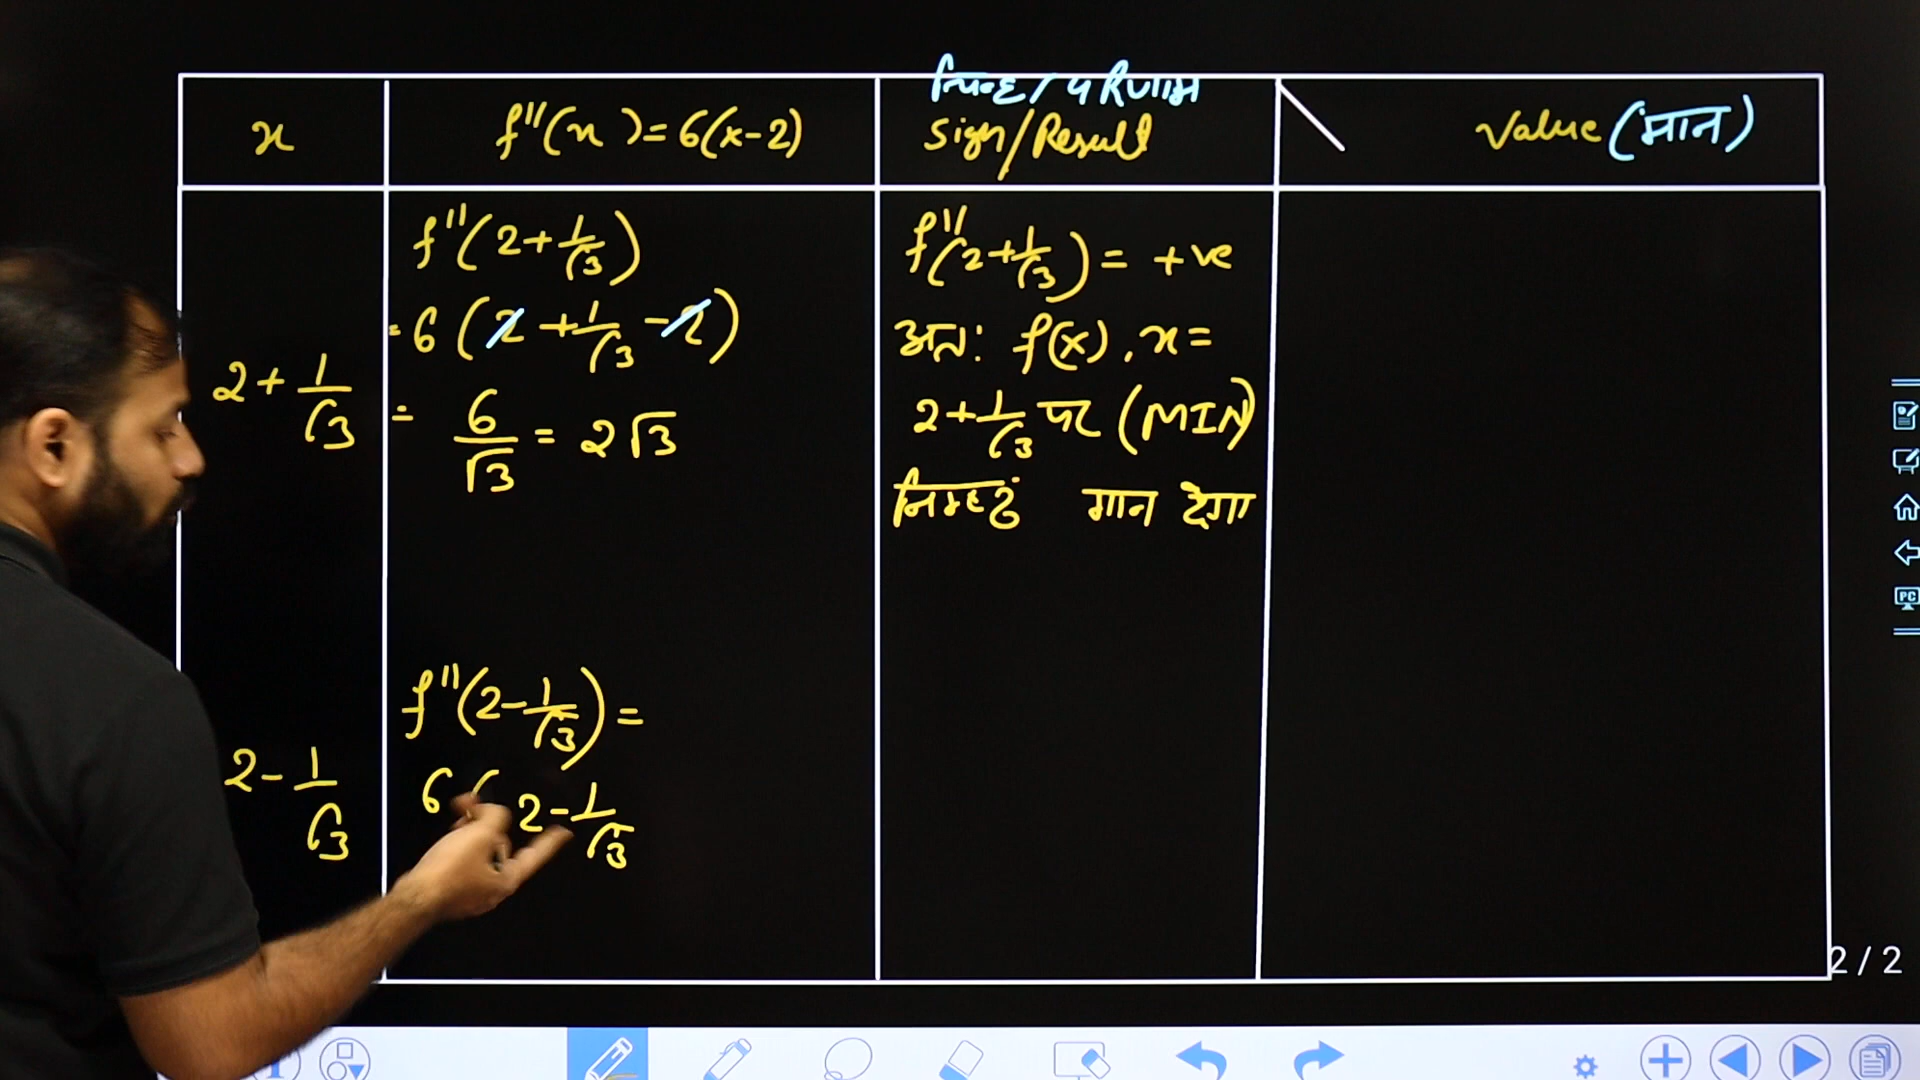 चिन्ह / परिणाम
x
f''(x) = 6(x-2)
Sign/Result
Value (मान)
2 + 1/√3
f''(2 + 1/√3)
= 6 (2 + 1/√3 - 2)
= 6/√3 = 2√3
f''(2 + 1/√3) = +ve
अतः f(x), x =
2 + 1/√3 पर (MIN)
मान देगा
2 - 1/√3
f''(2 - 1/√3) =
6 ( 2 - 1/√3
PC
2 / 2